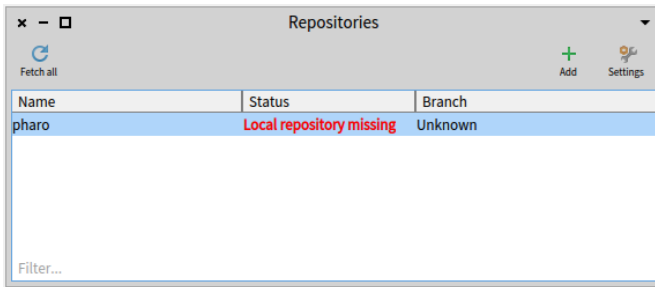 Repositories
Fetch all Add Settings
Name Status Branch
pharo Local repository missing Unknown
Filter...